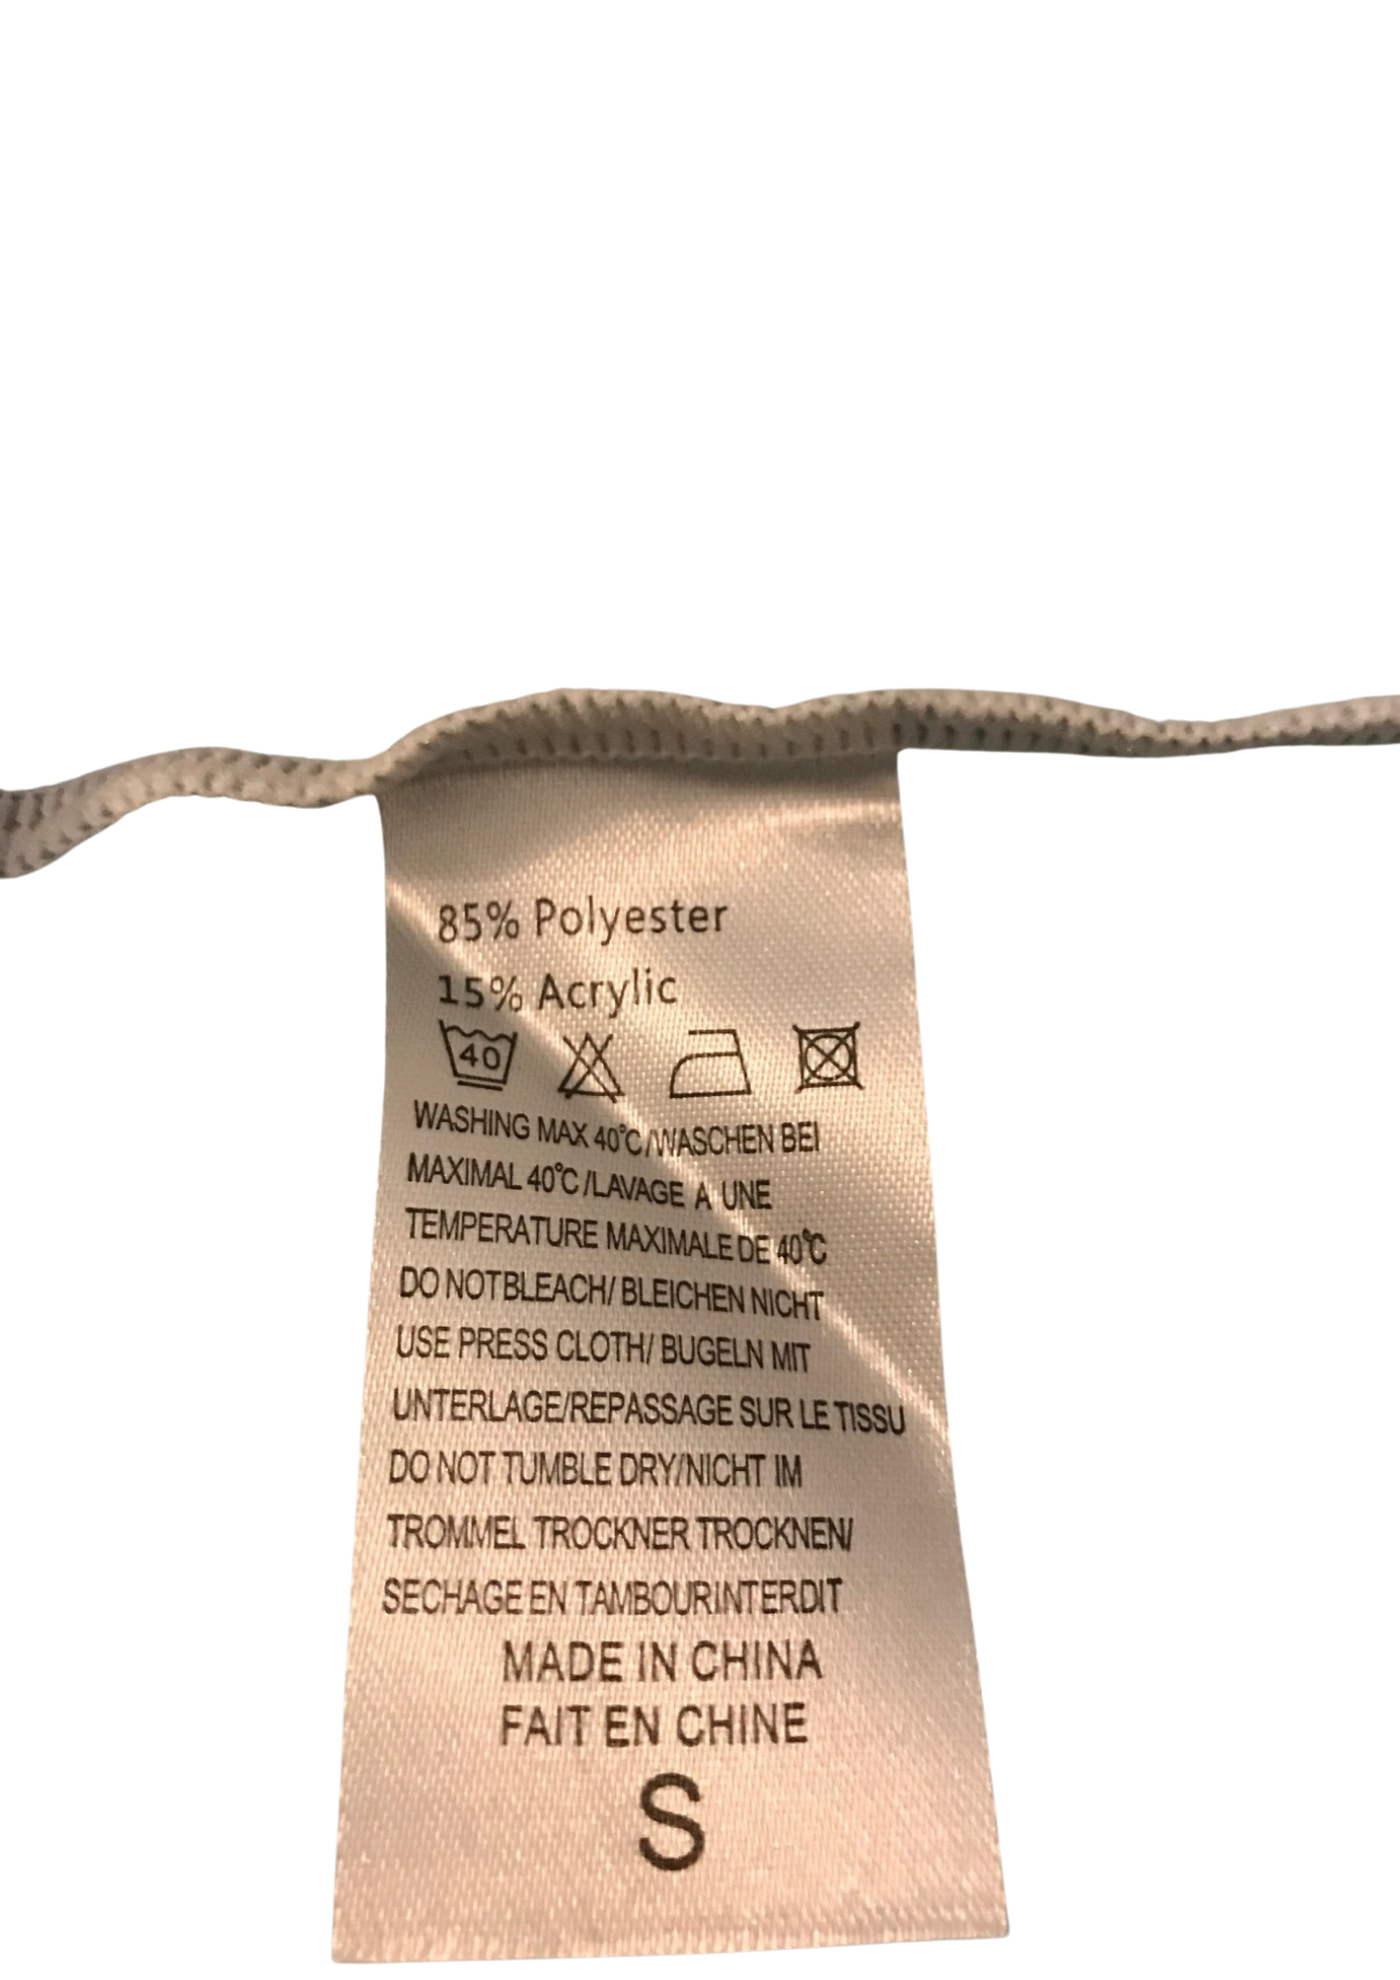 85% Polyester
15% Acrylic
40
WASHING MAX 40℃/WASCHEN BEI
MAXIMAL 40℃/LAVAGE A UNE
TEMPERATURE MAXIMALE DE 40℃
DO NOTBLEACH/ BLEICHEN NICHT
USE PRESS CLOTH/ BUGELN MIT
UNTERLAGE/REPASSAGE SUR LE TISSU
DO NOT TUMBLE DRY/NICHT IM
TROMMEL TROCKNER TROCKNEN/
SECHAGE EN TAMBOURINTERDIT
MADE IN CHINA
FAIT EN CHINE
S